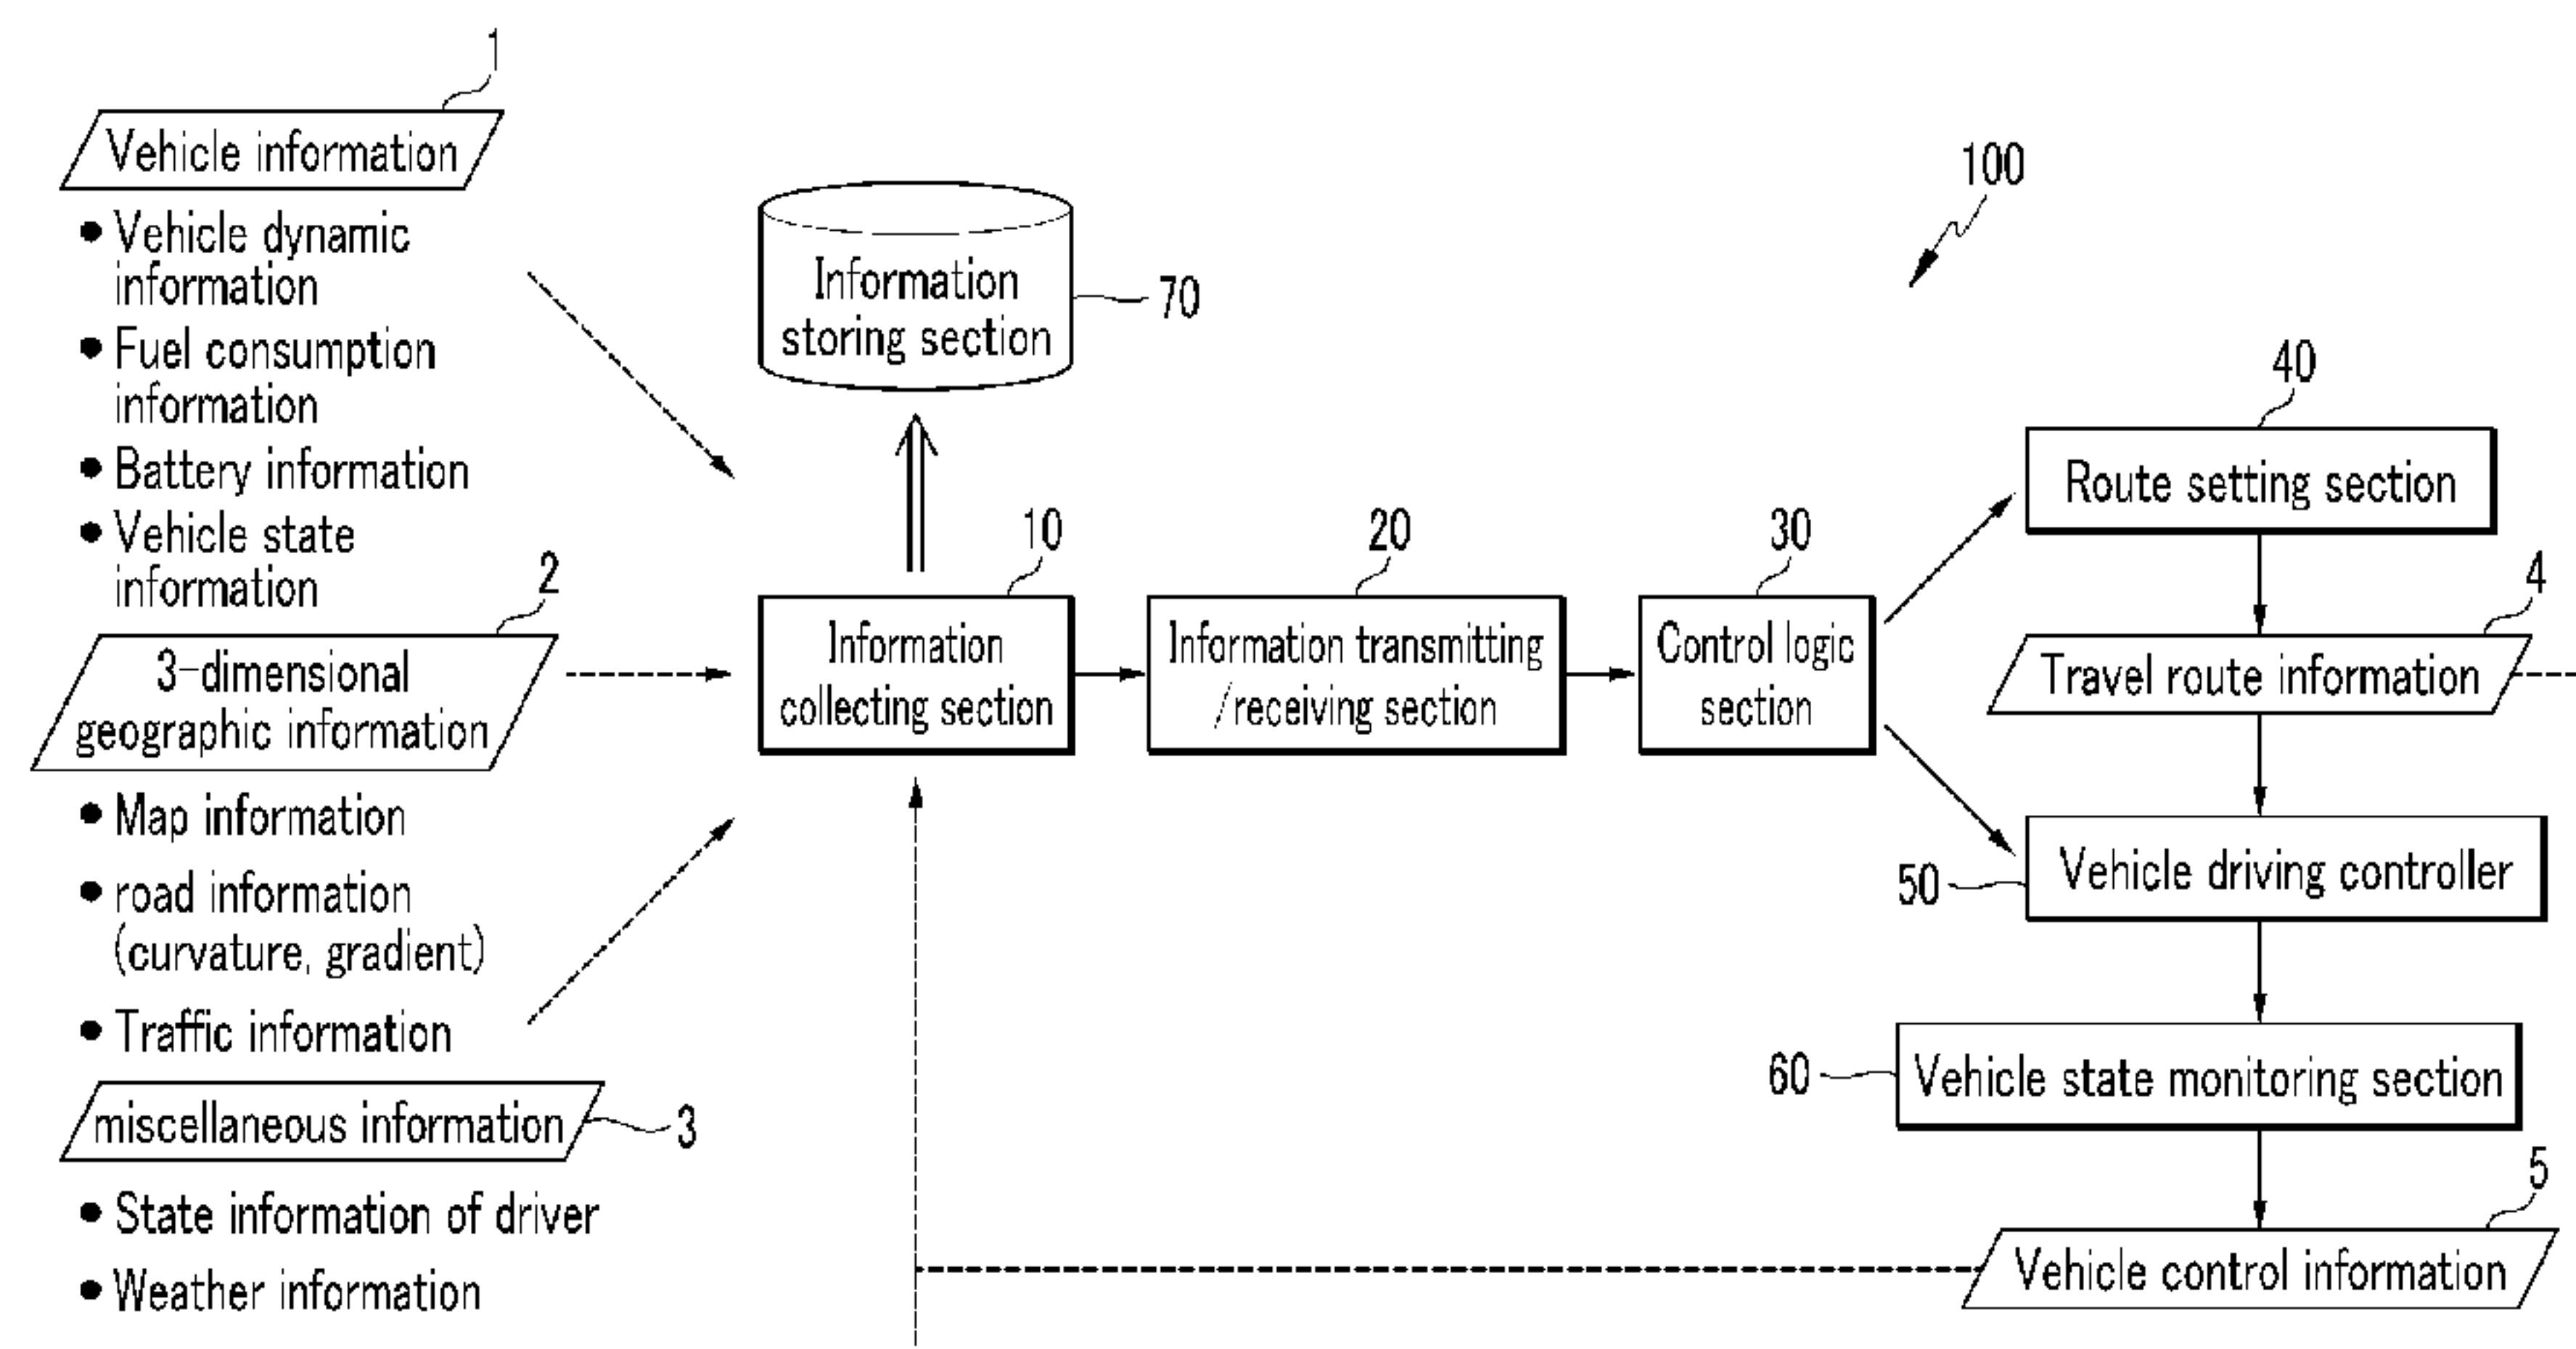 1
Vehicle information
• Vehicle dynamic
information
• Fuel consumption
information
• Battery information
• Vehicle state
information
2
3-dimensional
geographic information
• Map information
• road information
(curvature, gradient)
• Traffic information
miscellaneous information
3
• State information of driver
• Weather information
Information
storing section
70
10
Information
collecting section
20
Information transmitting
/receiving section
30
Control logic
section
100
40
Route setting section
4
Travel route information
50
Vehicle driving controller
60
Vehicle state monitoring section
5
Vehicle control information